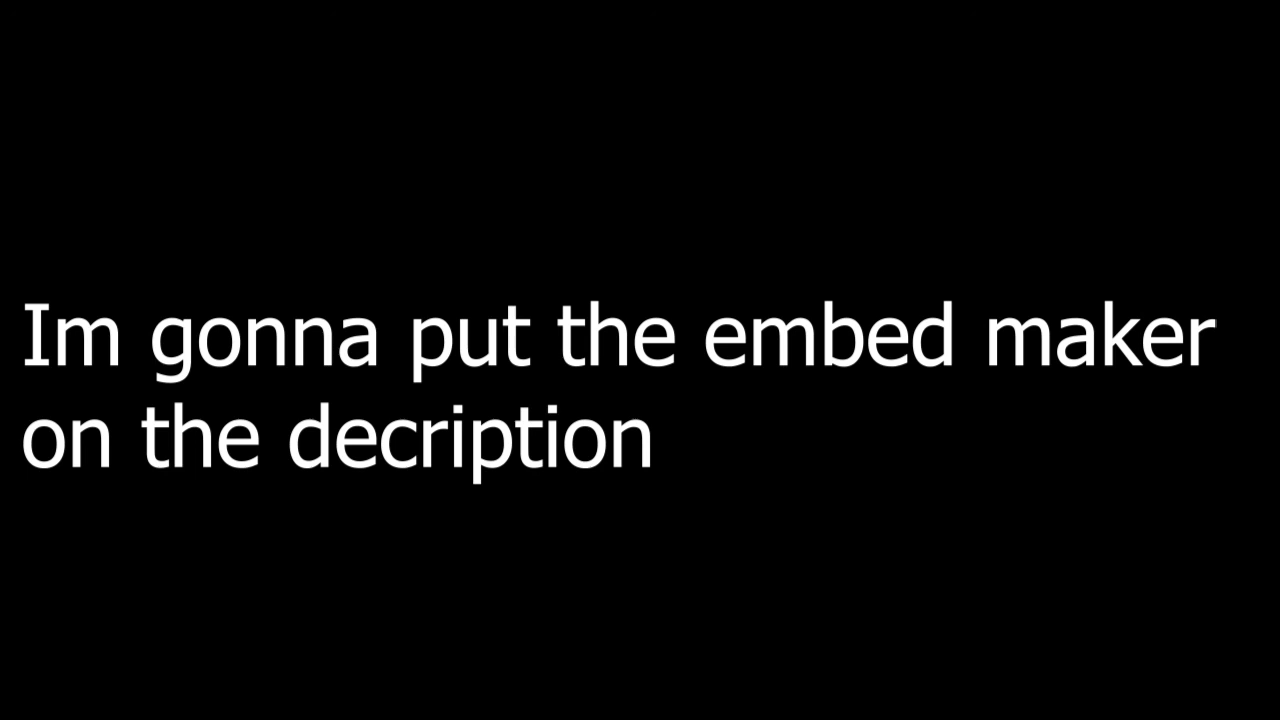 Im gonna put the embed maker
on the decription